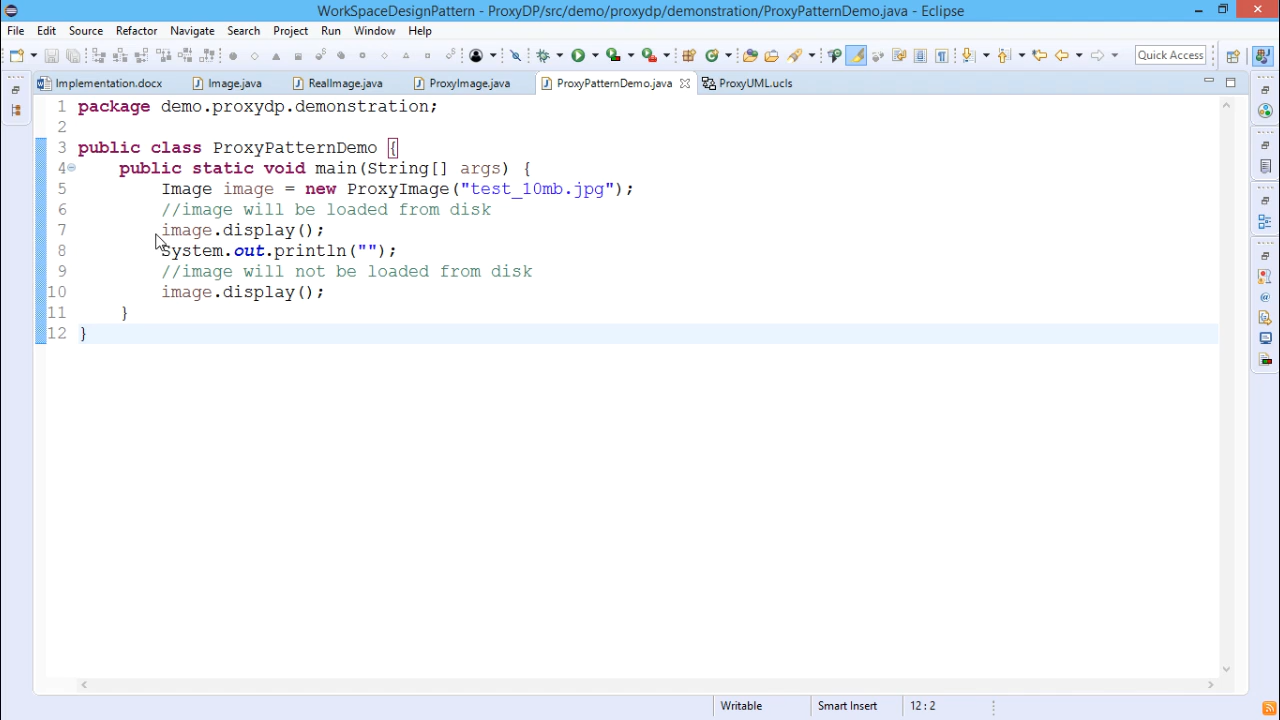 WorkSpaceDesignPattern - ProxyDP/src/demo/proxydp/demonstration/ProxyPatternDemo.java - Eclipse
File Edit Source Refactor Navigate Search Project Run Window Help
Quick Access
Implementation.docx Image.java RealImage.java ProxyImage.java ProxyPatternDemo.java ProxyUML.ucls
1 package demo.proxydp.demonstration;
2
3 public class ProxyPatternDemo {
4 public static void main(String[] args) {
5 Image image = new ProxyImage("test_10mb.jpg");
6 //image will be loaded from disk
7 image.display();
8 System.out.println("");
9 //image will not be loaded from disk
10 image.display();
11 }
12 }
Writable Smart Insert 12 : 2